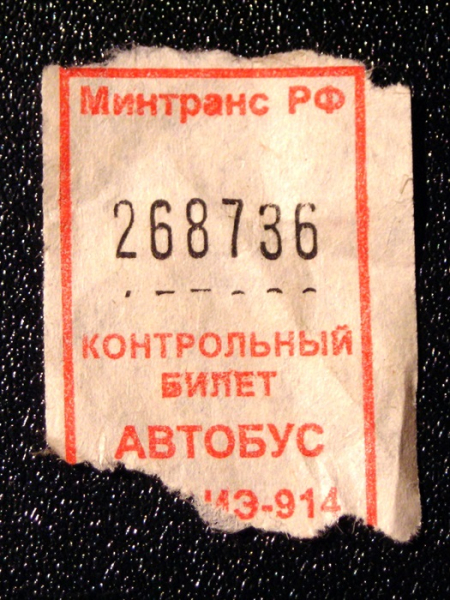 Минтранс РФ
268736
КОНТРОЛЬНЫЙ
БИЛЕТ
АВТОБУС
ИЭ-914